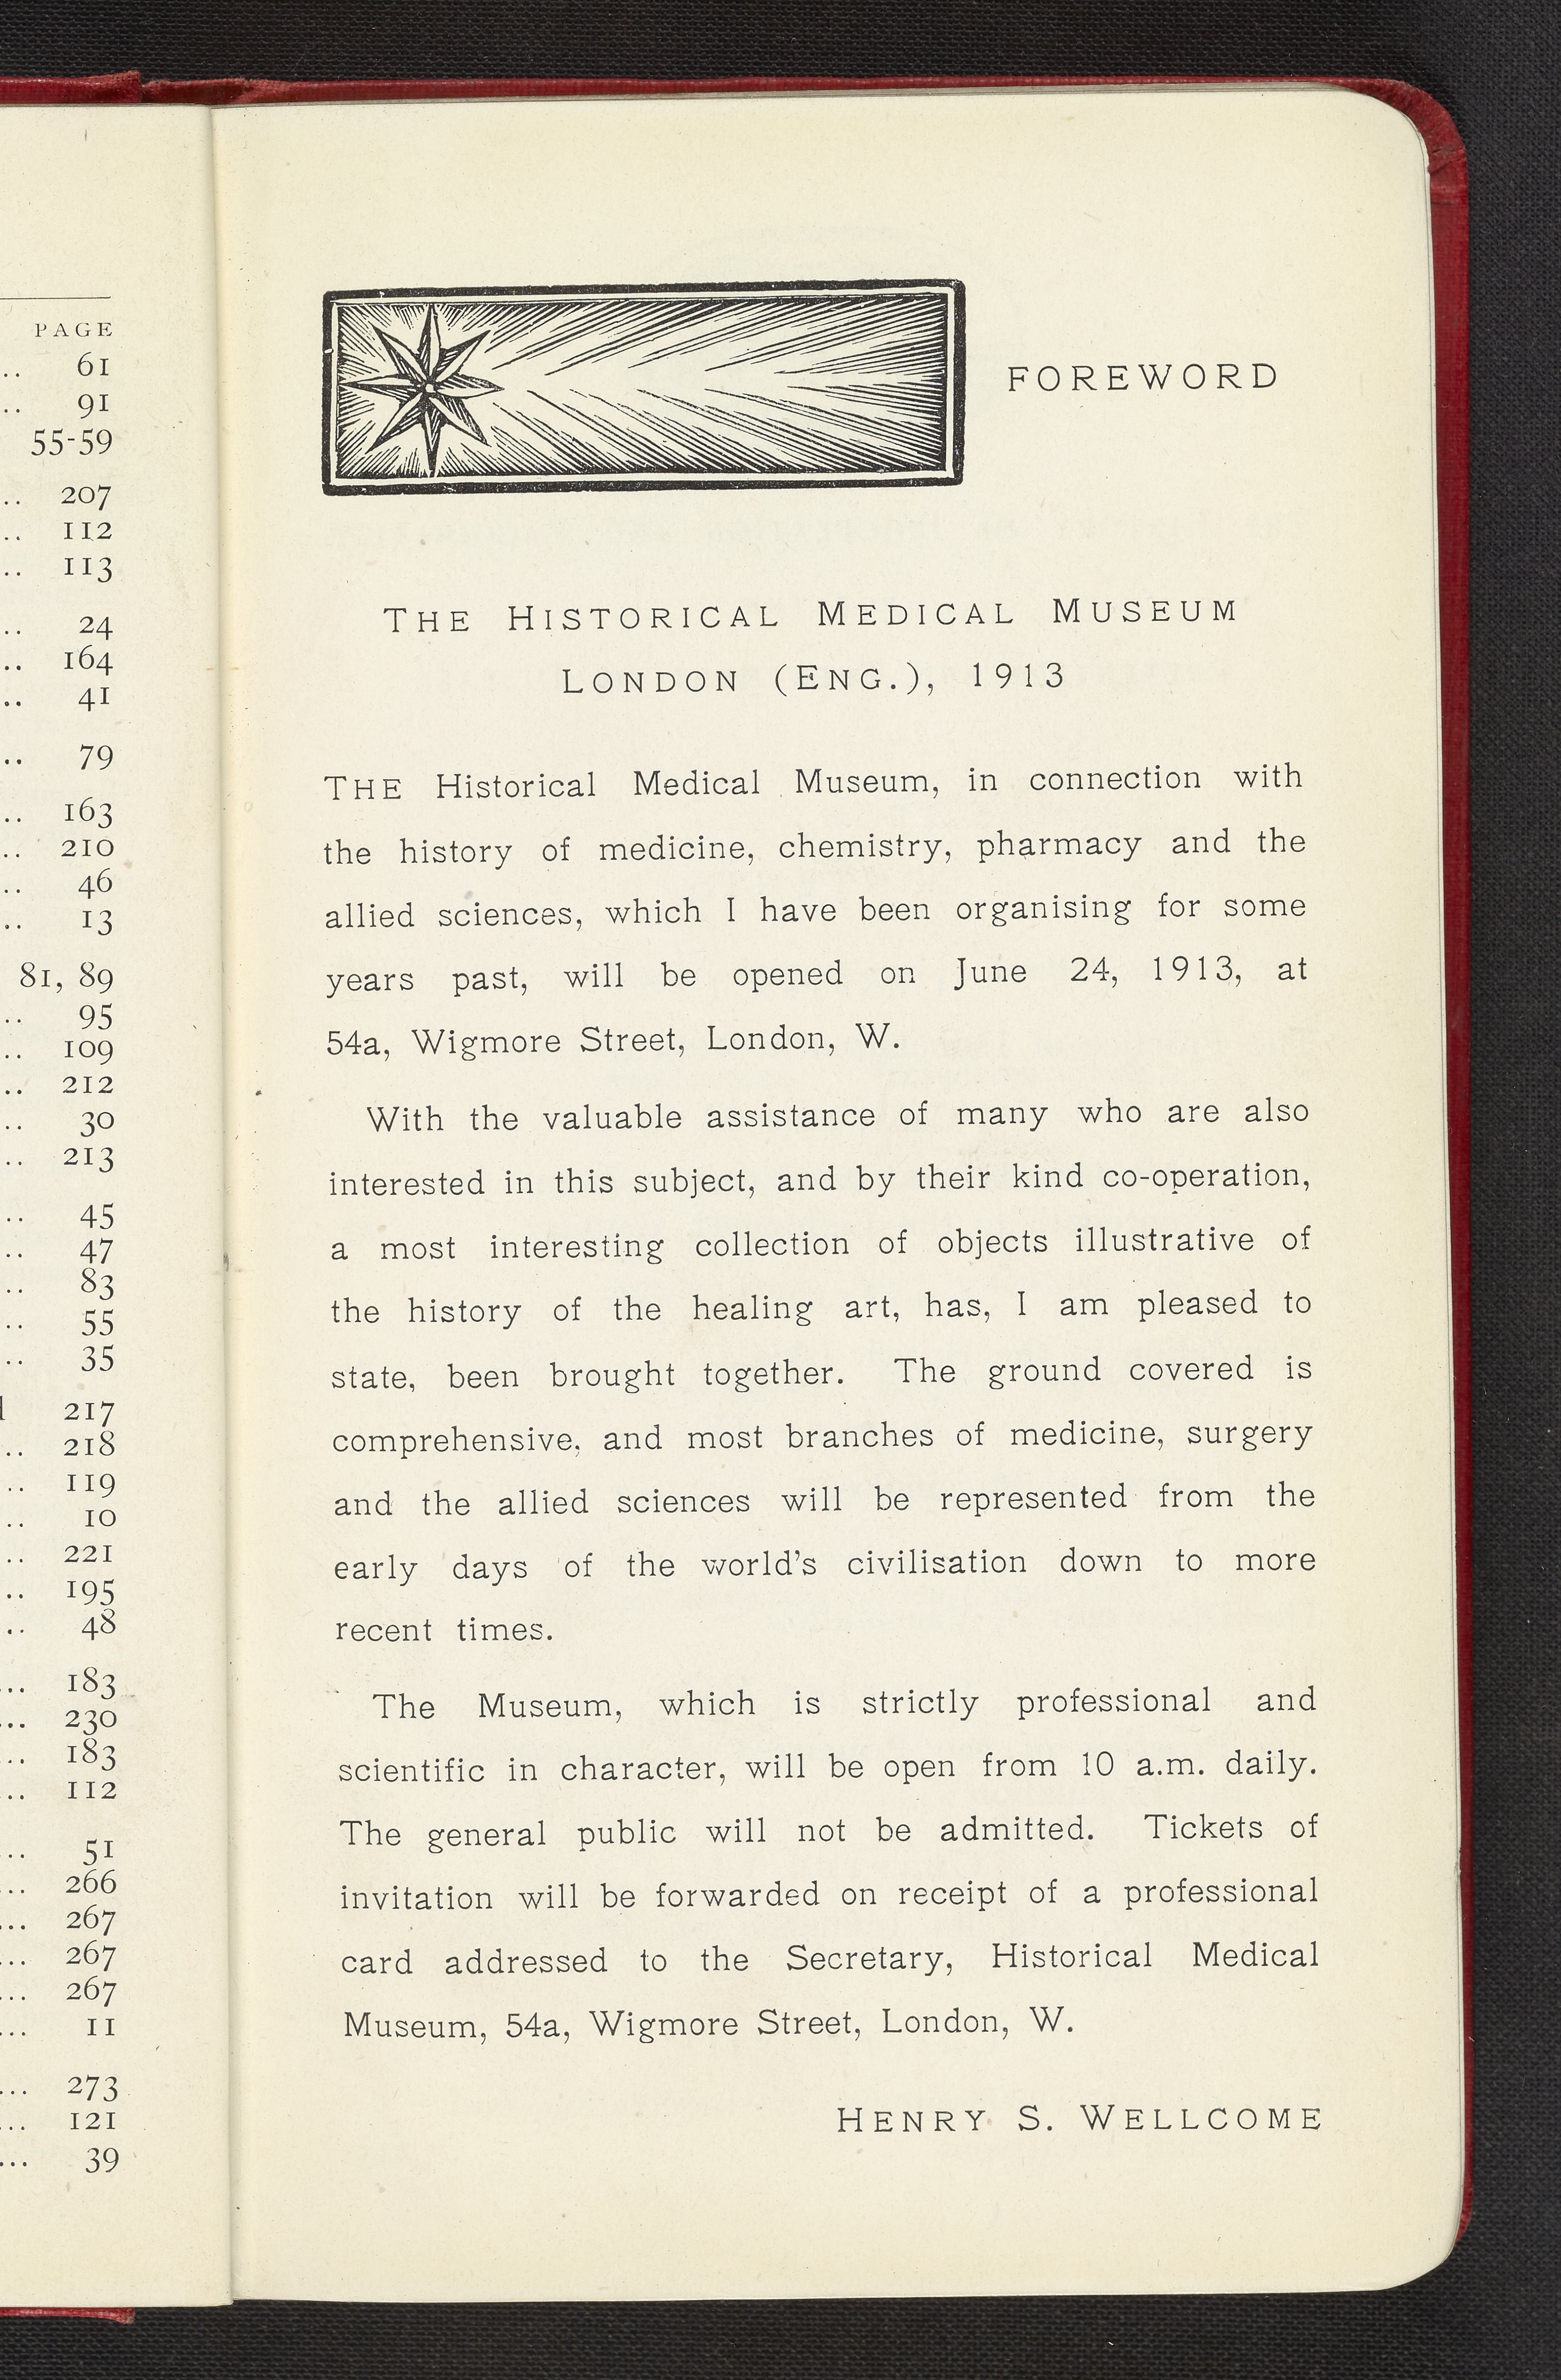 PAGE
.. 61
.. 91
55-59
.. 207
.. 112
.. 113
.. 24
.. 164
.. 41
.. 79
.. 163
.. 210
.. 46
.. 13
81, 89
.. 95
.. 109
.. 212
.. 30
.. 213
.. 45
.. 47
.. 83
.. 55
.. 35
217
.. 218
.. 119
.. 10
.. 221
.. 195
.. 48
... 183
... 230
... 183
... 112
... 51
... 266
... 267
... 267
... 267
... 11
... 273
... 121
... 39
FOREWORD
THE HISTORICAL MEDICAL MUSEUM
LONDON (ENG.), 1913
THE Historical Medical Museum, in connection with
the history of medicine, chemistry, pharmacy and the
allied sciences, which I have been organising for some
years past, will be opened on June 24, 1913, at
54a, Wigmore Street, London, W.
With the valuable assistance of many who are also
interested in this subject, and by their kind co-operation,
a most interesting collection of objects illustrative of
the history of the healing art, has, I am pleased to
state, been brought together. The ground covered is
comprehensive, and most branches of medicine, surgery
and the allied sciences will be represented from the
early days of the world's civilisation down to more
recent times.
The Museum, which is strictly professional and
scientific in character, will be open from 10 a.m. daily.
The general public will not be admitted. Tickets of
invitation will be forwarded on receipt of a professional
card addressed to the Secretary, Historical Medical
Museum, 54a, Wigmore Street, London, W.
HENRY S. WELLCOME